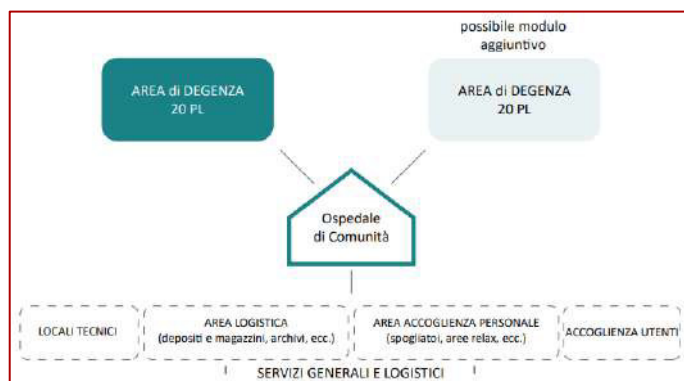 possibile modulo
aggiuntivo
AREA di DEGENZA
20 PL
AREA di DEGENZA
20 PL
Ospedale
di Comunità
LOCALI TECNICI
AREA LOGISTICA
(depositi e magazzini, archivi, ecc.)
AREA ACCOGLIENZA PERSONALE
(spogliatoi, aree relax, ecc.)
ACCOGLIENZA UTENTI
SERVIZI GENERALI E LOGISTICI